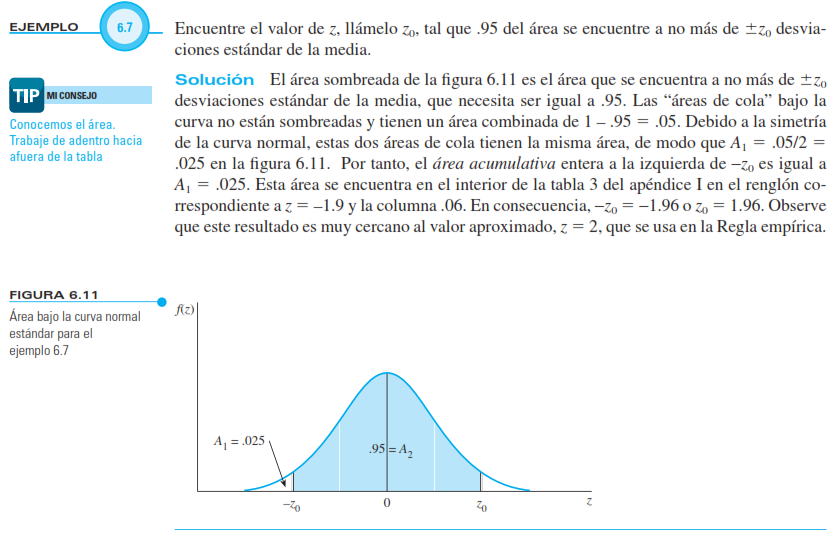 EJEMPLO 6.7
Encuentre el valor de z, llámelo z₀, tal que .95 del área se encuentre a no más de ±z₀ desvia-
ciones estándar de la media.
TIP MI CONSEJO
Conocemos el área.
Trabaje de adentro hacia
afuera de la tabla
Solución El área sombreada de la figura 6.11 es el área que se encuentra a no más de ±z₀
desviaciones estándar de la media, que necesita ser igual a .95. Las “áreas de cola” bajo la
curva no están sombreadas y tienen un área combinada de 1 – .95 = .05. Debido a la simetría
de la curva normal, estas dos áreas de cola tienen la misma área, de modo que A₁ = .05/2 =
.025 en la figura 6.11. Por tanto, el área acumulativa entera a la izquierda de –z₀ es igual a
A₁ = .025. Esta área se encuentra en el interior de la tabla 3 del apéndice I en el renglón co-
rrespondiente a z = –1.9 y la columna .06. En consecuencia, –z₀ = –1.96 o z₀ = 1.96. Observe
que este resultado es muy cercano al valor aproximado, z = 2, que se usa en la Regla empírica.
FIGURA 6.11
Área bajo la curva normal
estándar para el
ejemplo 6.7
f(z)
A₁ = .025
.95 = A₂
–z₀ 0 z₀ z